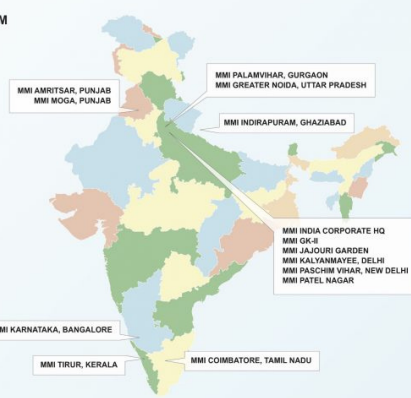 M
MMI PALAMVIHAR, GURGAON
MMI GREATER NOIDA, UTTAR PRADESH
MMI AMRITSAR, PUNJAB
MMI MOGA, PUNJAB
MMI INDIRAPURAM, GHAZIABAD
MMI INDIA CORPORATE HQ
MMI GK-II
MMI JAJOURI GARDEN
MMI KALYANMAYEE, DELHI
MMI PASCHIM VIHAR, NEW DELHI
MMI PATEL NAGAR
MI KARNATAKA, BANGALORE
MMI TIRUR, KERALA
MMI COIMBATORE, TAMIL NADU